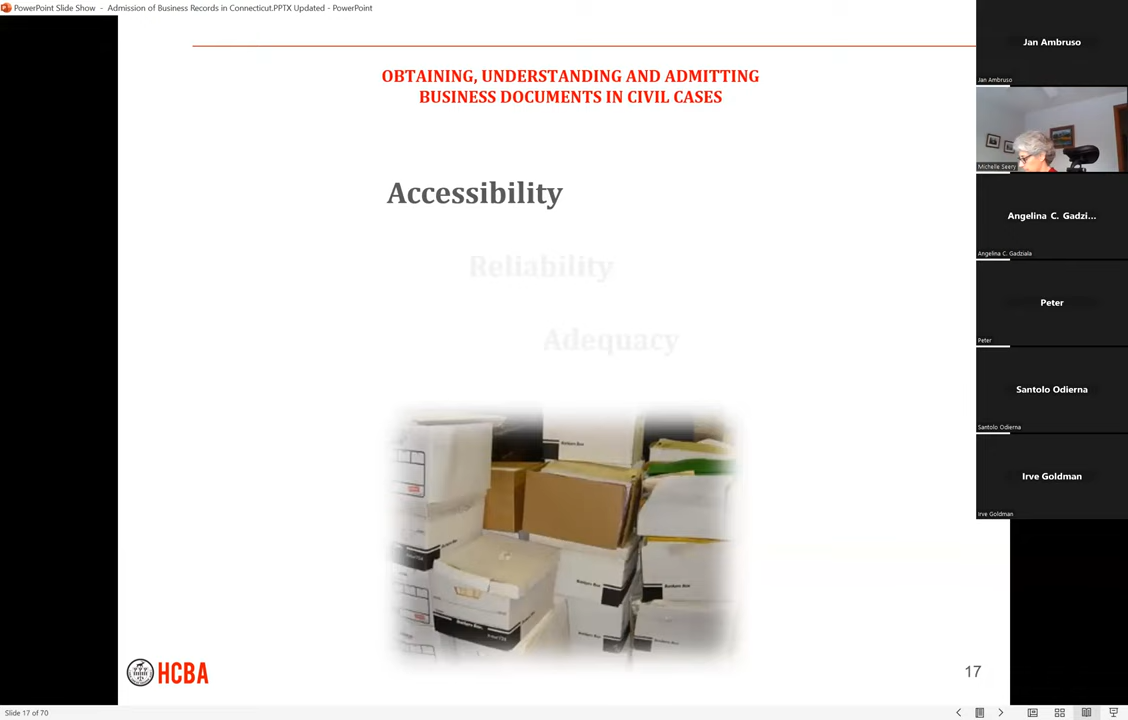 PowerPoint Slide Show - Admission of Business Records in Connecticut.PPTX Updated - PowerPoint
OBTAINING, UNDERSTANDING AND ADMITTING
BUSINESS DOCUMENTS IN CIVIL CASES
Accessibility
Reliability
Adequacy
Bankers Box
HCBA
17
Slide 17 of 70
Jan Ambruso
Jan Ambruso
Michelle Seery
Angelina C. Gadzi...
Angelina C. Gadziala
Peter
Peter
Santolo Odierna
Santolo Odierna
Irve Goldman
Irve Goldman